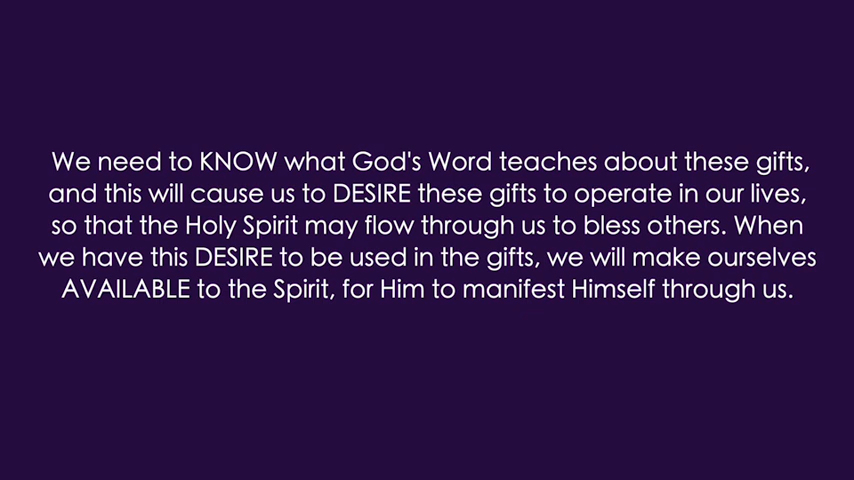 We need to KNOW what God's Word teaches about these gifts,
and this will cause us to DESIRE these gifts to operate in our lives,
so that the Holy Spirit may flow through us to bless others. When
we have this DESIRE to be used in the gifts, we will make ourselves
AVAILABLE to the Spirit, for Him to manifest Himself through us.